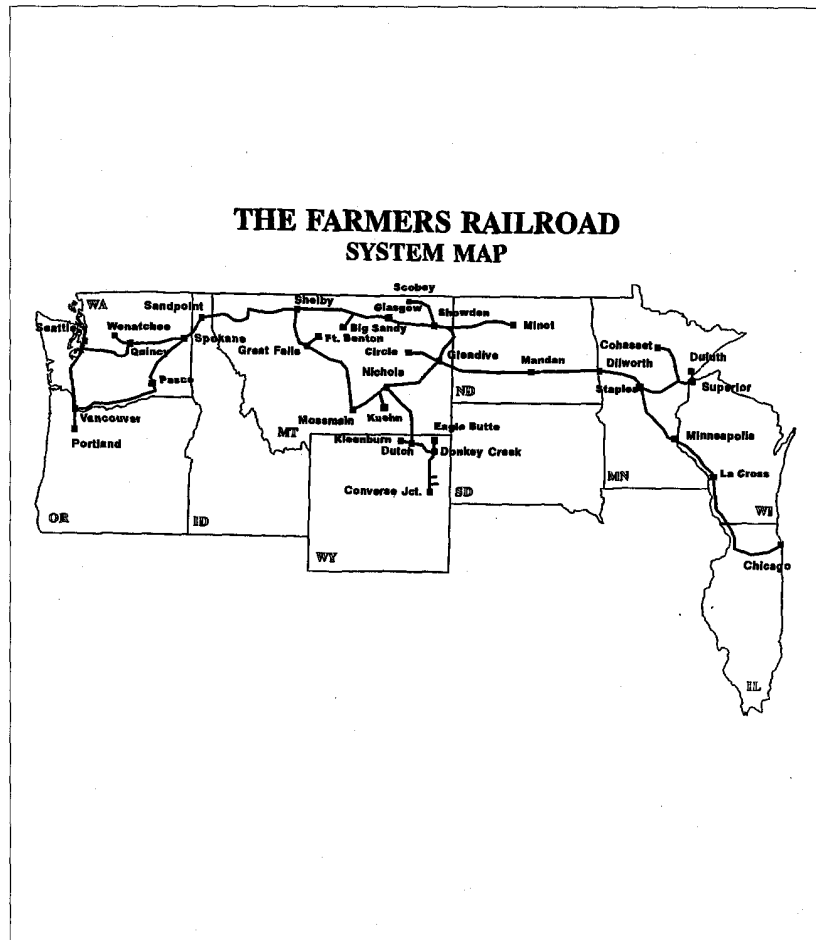 THE FARMERS RAILROAD
SYSTEM MAP
Scobey
Shelby
WA
Sandpoint
Glasgow
Snowden
Seattle
Wenatchee
Big Sandy
Minot
Spokane
Ft. Benton
Quincy
Great Falls
Circle
Glendive
Cohasset
Duluth
Mandan
Dilworth
Nichols
Pasco
ND
Staples
Superior
Mossmain
Kuehn
Vancouver
Eagle Butte
MT
Minneapolis
Portland
Kleenburn
Dutch
Donkey Creek
La Cross
Converse Jct.
SD
MN
WI
OR
ID
WY
Chicago
IL